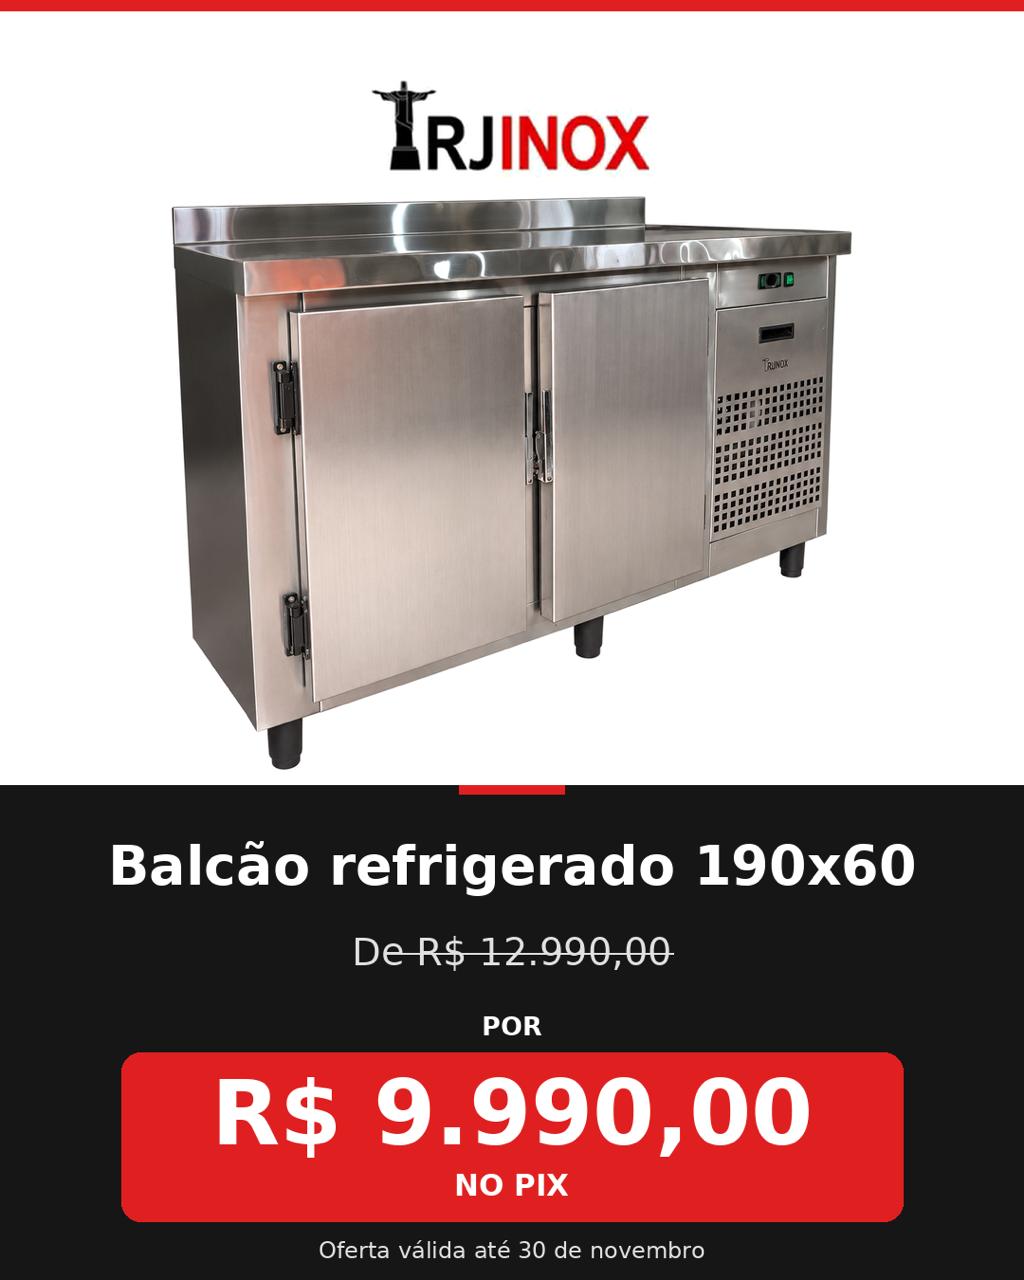 RJINOX
RJINOX
Balcão refrigerado 190x60
De R$ 12.990,00
POR
R$ 9.990,00
NO PIX
Oferta válida até 30 de novembro